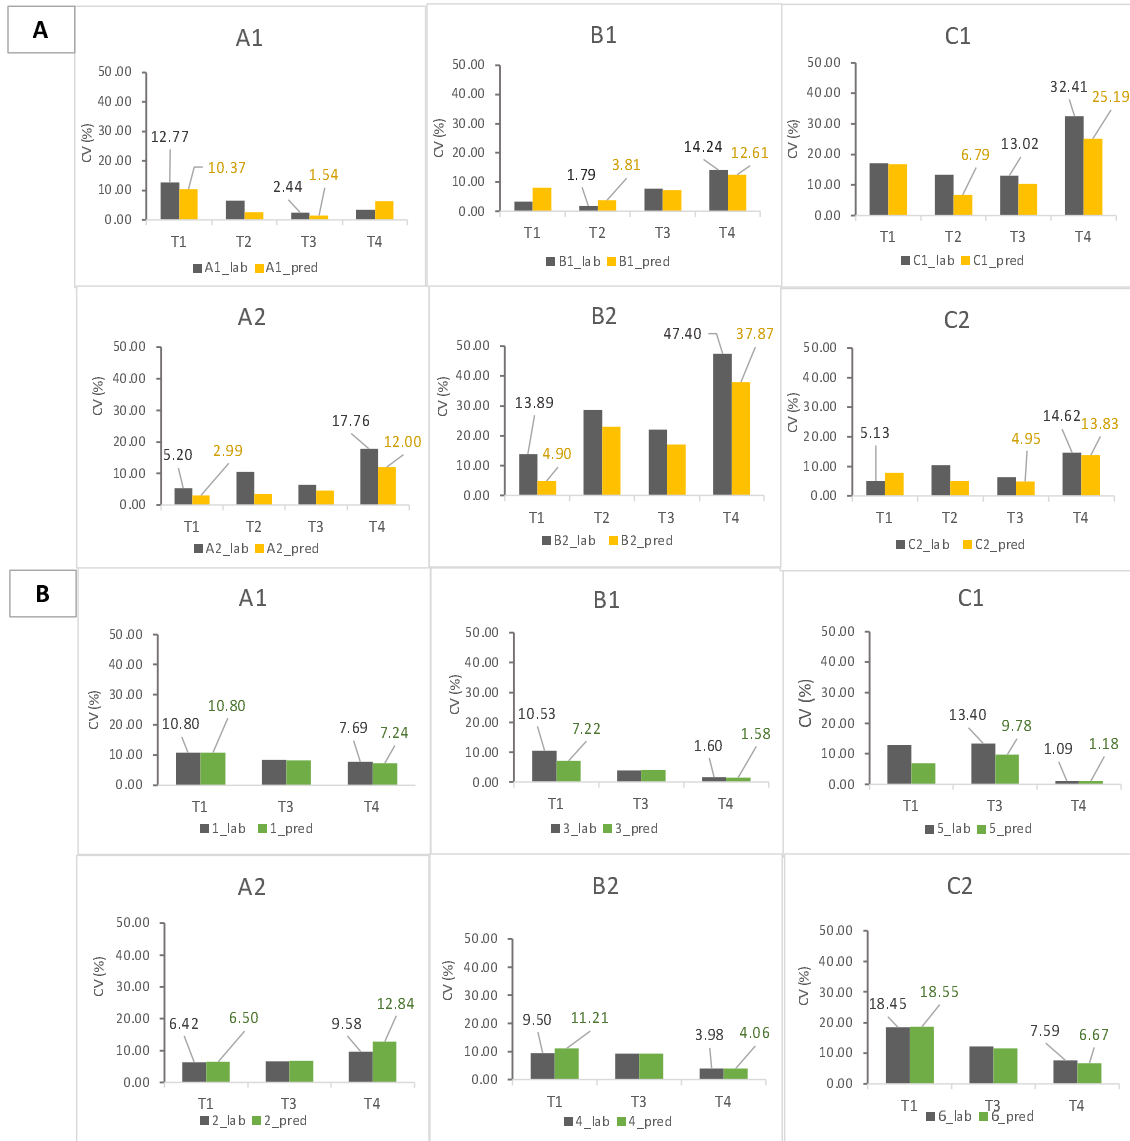 A
A1
50.00
40.00
30.00
20.00
10.00
0.00
CV (%)
12.77
10.37
2.44
1.54
T1 T2 T3 T4
A1_lab A1_pred
B1
50.00
40.00
30.00
20.00
10.00
0.00
CV (%)
1.79
3.81
14.24
12.61
T1 T2 T3 T4
B1_lab B1_pred
C1
50.00
40.00
30.00
20.00
10.00
0.00
CV (%)
6.79
13.02
32.41
25.19
T1 T2 T3 T4
C1_lab C1_pred
A2
50.00
40.00
30.00
20.00
10.00
0.00
CV (%)
5.20
2.99
17.76
12.00
T1 T2 T3 T4
A2_lab A2_pred
B2
50.00
40.00
30.00
20.00
10.00
0.00
CV (%)
13.89
4.90
47.40
37.87
T1 T2 T3 T4
B2_lab B2_pred
C2
50.00
40.00
30.00
20.00
10.00
0.00
CV (%)
5.13
4.95
14.62
13.83
T1 T2 T3 T4
C2_lab C2_pred
B
A1
50.00
40.00
30.00
20.00
10.00
0.00
CV (%)
10.80
10.80
7.69
7.24
T1 T3 T4
1_lab 1_pred
B1
50.00
40.00
30.00
20.00
10.00
0.00
CV (%)
10.53
7.22
1.60
1.58
T1 T3 T4
3_lab 3_pred
C1
50.00
40.00
30.00
20.00
10.00
0.00
CV (%)
13.40
9.78
1.09
1.18
T1 T3 T4
5_lab 5_pred
A2
50.00
40.00
30.00
20.00
10.00
0.00
CV (%)
6.42
6.50
9.58
12.84
T1 T3 T4
2_lab 2_pred
B2
50.00
40.00
30.00
20.00
10.00
0.00
CV (%)
9.50
11.21
3.98
4.06
T1 T3 T4
4_lab 4_pred
C2
50.00
40.00
30.00
20.00
10.00
0.00
CV (%)
18.45
18.55
7.59
6.67
T1 T3 T4
6_lab 6_pred